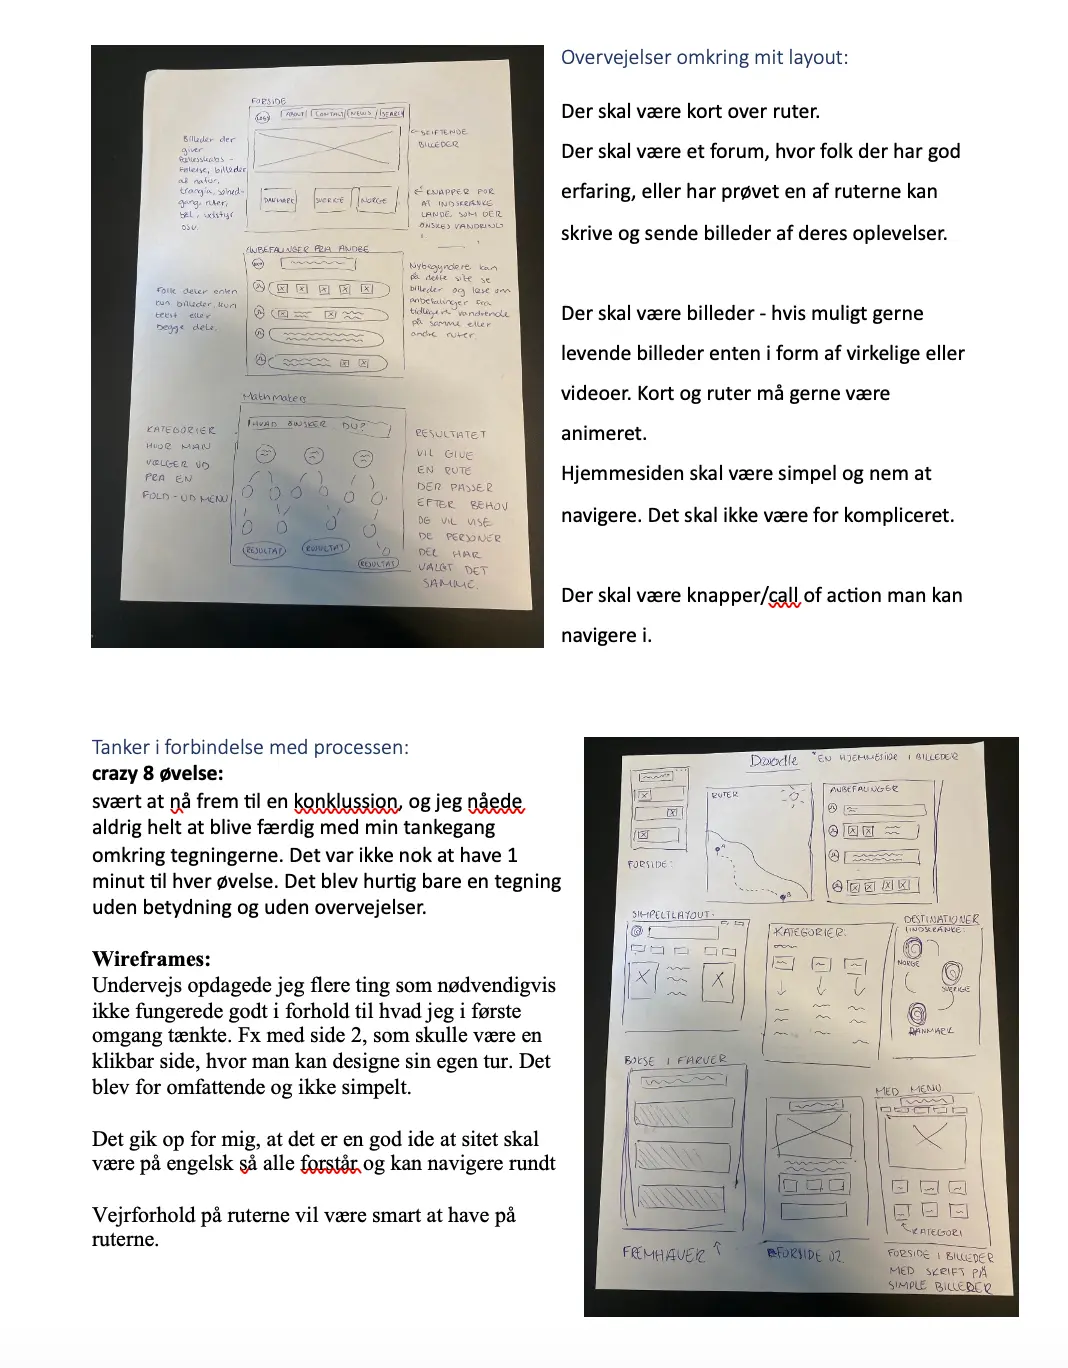 FORSIDE
LOGO
ABOUT
CONTACT
NEWS
SEARCH
Billeder der
giver
fællesskabs-
følelse, billeder
af natur,
trangia, solned-
gang, ruter,
bål, udstyr
osv.
SKIFTENDE
BILLEDER
DANMARK
SVERIGE
NORGE
KNAPPER FOR
AT INDSKRÆNKE
LANDE SOM DER
ØNSKES VANDRING
I
ANBEFALINGER FRA ANDRE
Folk deler enten
kun billeder, kun
tekst eller
begge dele.
Nybegyndere kan
på dette site se
billeder og læse om
anbefalinger fra
tidligere vandrende
på samme eller
andre ruter.
Mathmates
HVAD ØNSKER DU?
KATEGORIER
HVOR MAN
VÆLGER UD
FRA EN
FOLD-UD MENU
RESULTAT
RESULTAT
RESULTAT
RESULTATET
VIL GIVE
EN RUTE
DER PASSER
EFTER BEHOV
DE VIL VISE
DE PERSONER
DER HAR
VALGT DET
SAMME.
Overvejelser omkring mit layout:
Der skal være kort over ruter.
Der skal være et forum, hvor folk der har god
erfaring, eller har prøvet en af ruterne kan
skrive og sende billeder af deres oplevelser.
Der skal være billeder - hvis muligt gerne
levende billeder enten i form af virkelige eller
videoer. Kort og ruter må gerne være
animeret.
Hjemmesiden skal være simpel og nem at
navigere. Det skal ikke være for kompliceret.
Der skal være knapper/call of action man kan
navigere i.
Tanker i forbindelse med processen:
crazy 8 øvelse:
svært at nå frem til en konklussion, og jeg nåede
aldrig helt at blive færdig med min tankegang
omkring tegningerne. Det var ikke nok at have 1
minut til hver øvelse. Det blev hurtig bare en tegning
uden betydning og uden overvejelser.
Wireframes:
Undervejs opdagede jeg flere ting som nødvendigvis
ikke fungerede godt i forhold til hvad jeg i første
omgang tænkte. Fx med side 2, som skulle være en
klikbar side, hvor man kan designe sin egen tur. Det
blev for omfattende og ikke simpelt.
Det gik op for mig, at det er en god ide at sitet skal
være på engelsk så alle forstår og kan navigere rundt
Vejrforhold på ruterne vil være smart at have på
ruterne.
Doodle "EN HJEMMESIDE I BILLEDER
FORSIDE:
RUTER
A
B
ANBEFALINGER
SIMPELT LAYOUT:
KATEGORIER:
DESTINATIONER
INDSKRÆNKE:
NORGE
SVERIGE
DANMARK
BOKSE I FARVER
FREMHÆVER
FORSIDE 02
MED MENU
KATEGORI
FORSIDE I BILLEDER
MED SKRIFT PÅ
SIMPLE BILLEDER